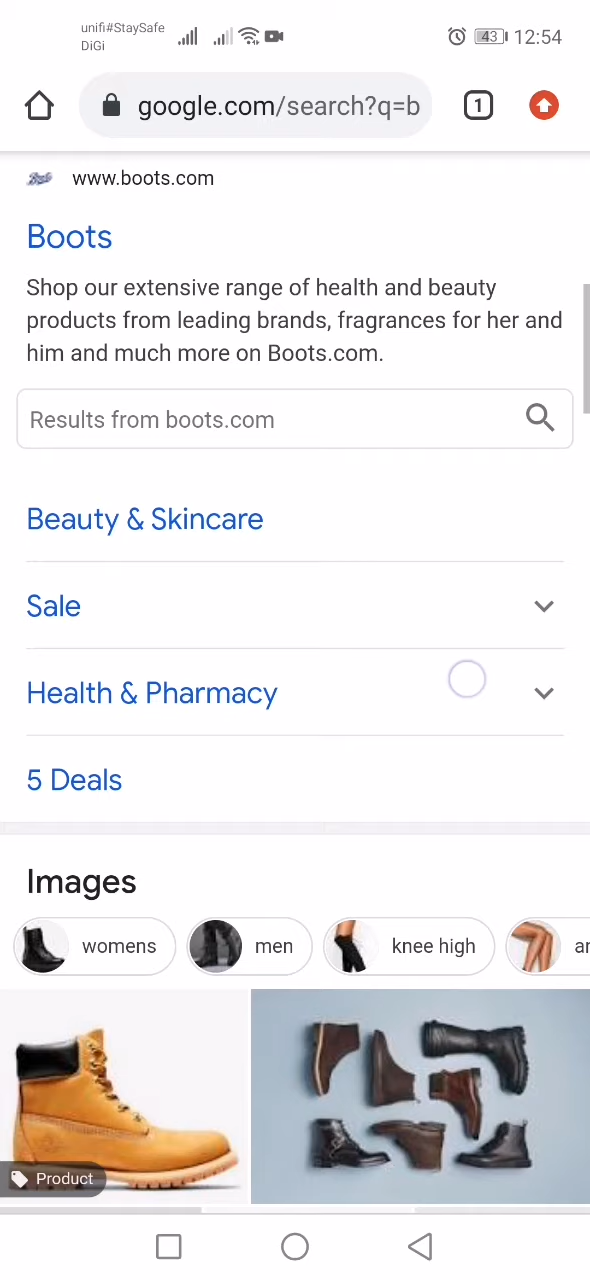 unifi#StaySafe
DiGi
43 12:54
google.com/search?q=b
1
Boots
www.boots.com
Boots
Shop our extensive range of health and beauty
products from leading brands, fragrances for her and
him and much more on Boots.com.
Results from boots.com
Beauty & Skincare
Sale
Health & Pharmacy
5 Deals
Images
womens men knee high ar
Product